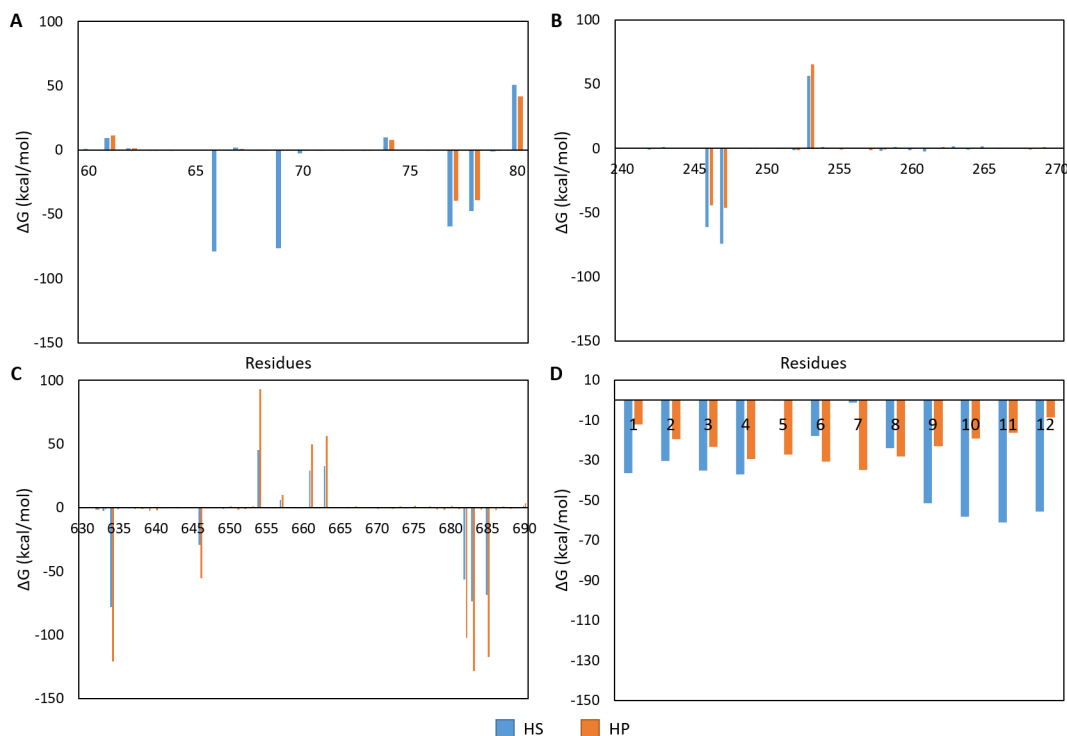 A
ΔG (kcal/mol)
100
50
0
-50
-100
-150
60 65 70 75 80
Residues
B
ΔG (kcal/mol)
100
50
0
-50
-100
-150
240 245 250 255 260 265 270
Residues
C
ΔG (kcal/mol)
100
50
0
-50
-100
-150
630 635 640 645 650 655 660 665 670 675 680 685 690
D
ΔG (kcal/mol)
10
-10
-30
-50
-70
-90
-110
-130
-150
1 2 3 4 5 6 7 8 9 10 11 12
HS HP